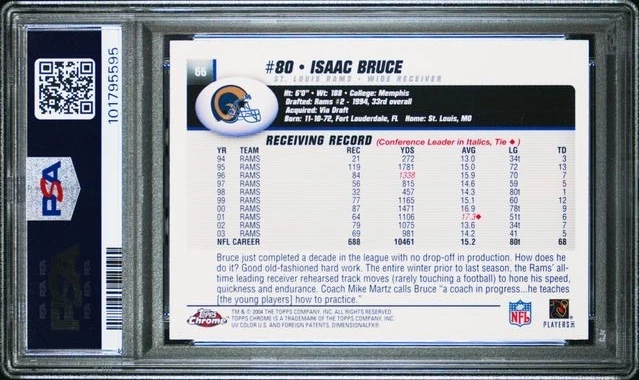 101795595
PSA
66
#80 • ISAAC BRUCE
ST. LOUIS RAMS • WIDE RECEIVER
Ht: 6'0" • Wt: 188 • College: Memphis
Drafted: Rams #2 - 1994, 33rd overall
Acquired: Via Draft
Born: 11-10-72, Fort Lauderdale, FL Home: St. Louis, MO
RECEIVING RECORD (Conference Leader in Italics, Tie ♦)
YR TEAM REC YDS AVG LG TD
94 RAMS 21 272 13.0 34t 3
95 RAMS 119 1781 15.0 72 13
96 RAMS 84 1338 15.9 70 7
97 RAMS 56 815 14.6 59 5
98 RAMS 32 457 14.3 80t 1
99 RAMS 77 1165 15.1 60 12
00 RAMS 87 1471 16.9 78t 9
01 RAMS 64 1106 17.3♦ 51t 6
02 RAMS 79 1075 13.6 34t 7
03 RAMS 69 981 14.2 41 5
NFL CAREER 688 10461 15.2 80t 68
Bruce just completed a decade in the league with no drop-off in production. How does he
do it? Good old-fashioned hard work. The entire winter prior to last season, the Rams' all-
time leading receiver rehearsed track moves (rarely touching a football) to hone his speed,
quickness and endurance. Coach Mike Martz calls Bruce "a coach in progress...he teaches
[the young players] how to practice."
Topps Chrome
TM & © 2004 THE TOPPS COMPANY, INC. ALL RIGHTS RESERVED.
TOPPS CHROME IS A TRADEMARK OF THE TOPPS COMPANY, INC.
UV COLOR U.S. AND FOREIGN PATENTS, DIMENSIONALFX®.
NFL
PLAYERS INC